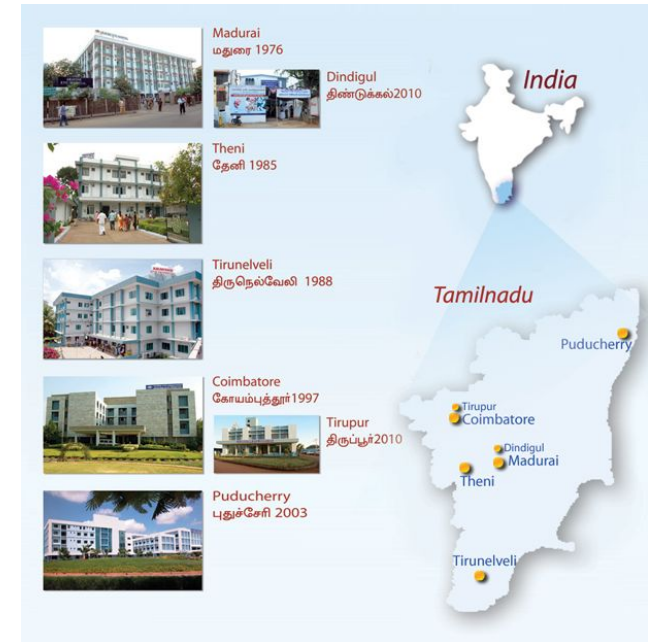 Madurai
மதுரை 1976
Dindigul
திண்டுக்கல்2010
Theni
தேனி 1985
Tirunelveli
திருநெல்வேலி 1988
Coimbatore
கோயம்புத்தூர்1997
Tirupur
திருப்பூர்2010
Puducherry
புதுச்சேரி 2003
India
Tamilnadu
Puducherry
Tirupur
Coimbatore
Dindigul
Madurai
Theni
Tirunelveli